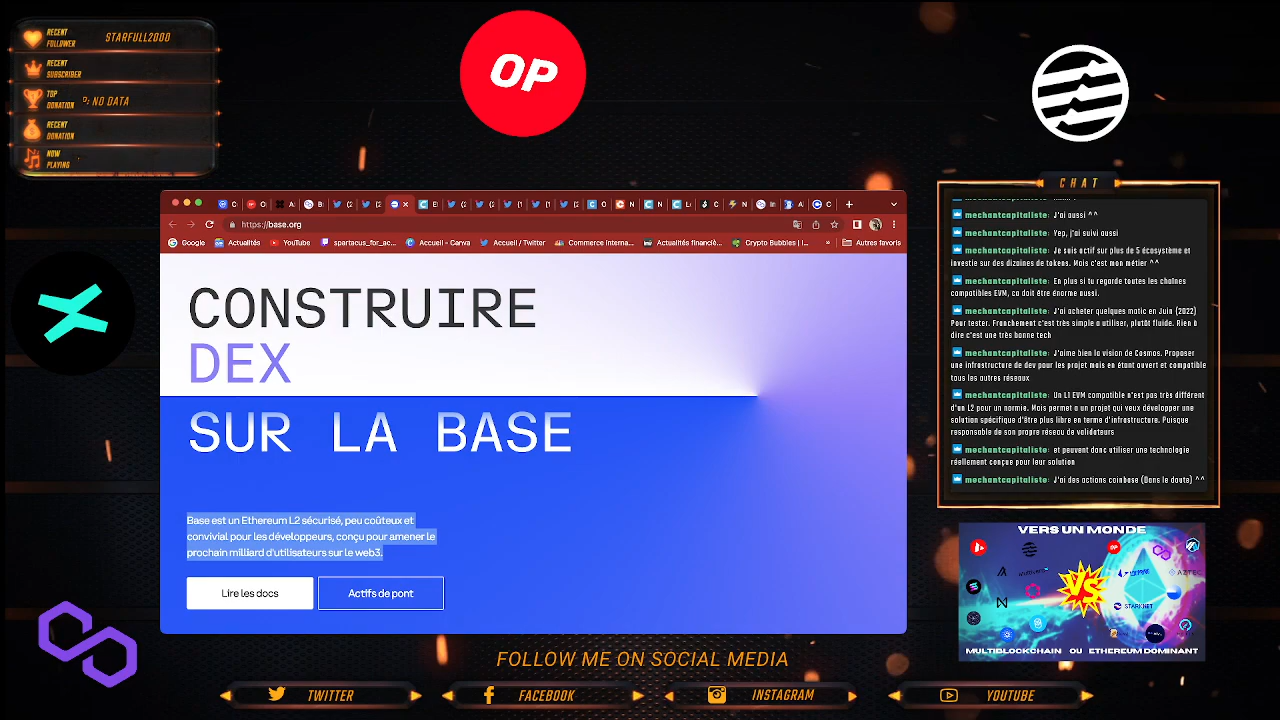 RECENT FOLLOWER STARFULL2000
RECENT SUBSCRIBER
TOP DONATION : NO DATA
RECENT DONATION
NOW PLAYING
OP
https://base.org
Google
Actualités
YouTube
spartacus_for_ac...
Accueil – Canva
Accueil / Twitter
Commerce Interna...
Actualités financiè...
Crypto Bubbles | I...
»
Autres favoris
CONSTRUIRE
DEX
SUR LA BASE
Base est un Ethereum L2 sécurisé, peu coûteux et
convivial pour les développeurs, conçu pour amener le
prochain milliard d'utilisateurs sur le web3.
Lire les docs
Actifs de pont
CHAT
mechantcapitaliste: J'ai aussi ^^
mechantcapitaliste: Yep, j'ai suivi aussi
mechantcapitaliste: Je suis actif sur plus de 5 écosystème et
investie sur des dizaines de tokens. Mais c'est mon métier ^^
mechantcapitaliste: En plus si tu regarde toutes les chaînes
compatibles EVM, ca doit être énorme aussi.
mechantcapitaliste: J'ai acheter quelques matic en Juin (2022)
Pour tester. Franchement c'est très simple a utiliser, plutôt fluide. Rien à
dire c'est une très banne tech
mechantcapitaliste: J'aime bien la vision de Cosmos. Proposer
une infrastructure de dev pour les projet mais en étant ouvert et compatible
tous les autres réseaux
mechantcapitaliste: Un L1 EVM compatible n'est pas très différent
d'un L2 pour un normie. Mais permet a un projet qui veux développer une
solution spécifique d'être plus libre en terme d'infrastructure. Puisque
responsable de son propre réseau de validateurs
mechantcapitaliste: et peuvent donc utiliser une technologie
réellement conçue pour leur solution
mechantcapitaliste: J'ai des actions coinbase (Dans le doute) ^^
VERS UN MONDE
VS
AZTEC
STARKNET
MULTIBLOCKCHAIN OU ETHEREUM DOMINANT
FOLLOW ME ON SOCIAL MEDIA
TWITTER
FACEBOOK
INSTAGRAM
YOUTUBE